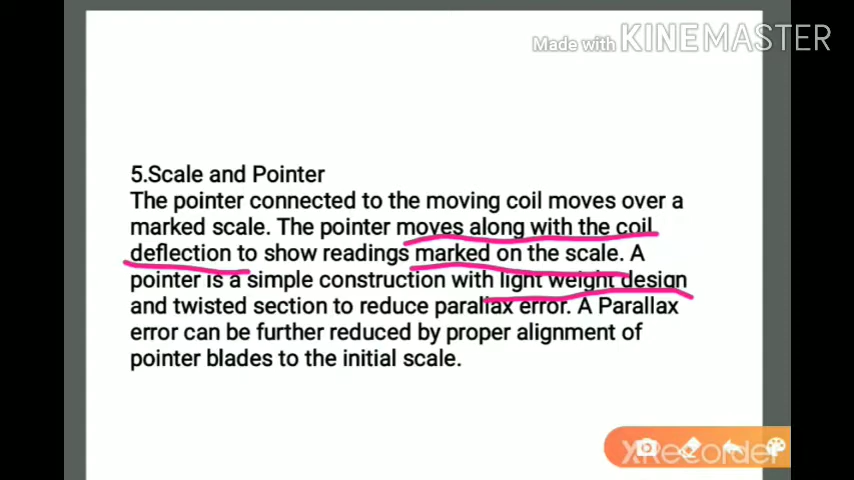 Made with KINEMASTER
5.Scale and Pointer
The pointer connected to the moving coil moves over a
marked scale. The pointer moves along with the coil
deflection to show readings marked on the scale. A
pointer is a simple construction with light weight design
and twisted section to reduce parallax error. A Parallax
error can be further reduced by proper alignment of
pointer blades to the initial scale.
XRecorder